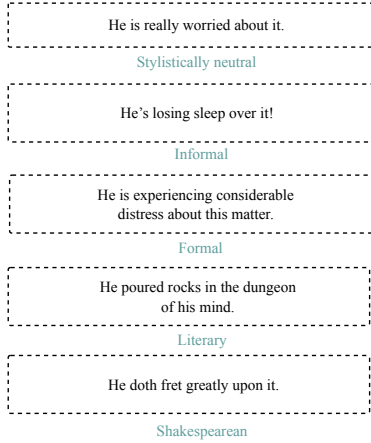 He is really worried about it.
Stylistically neutral
He's losing sleep over it!
Informal
He is experiencing considerable
distress about this matter.
Formal
He poured rocks in the dungeon
of his mind.
Literary
He doth fret greatly upon it.
Shakespearean